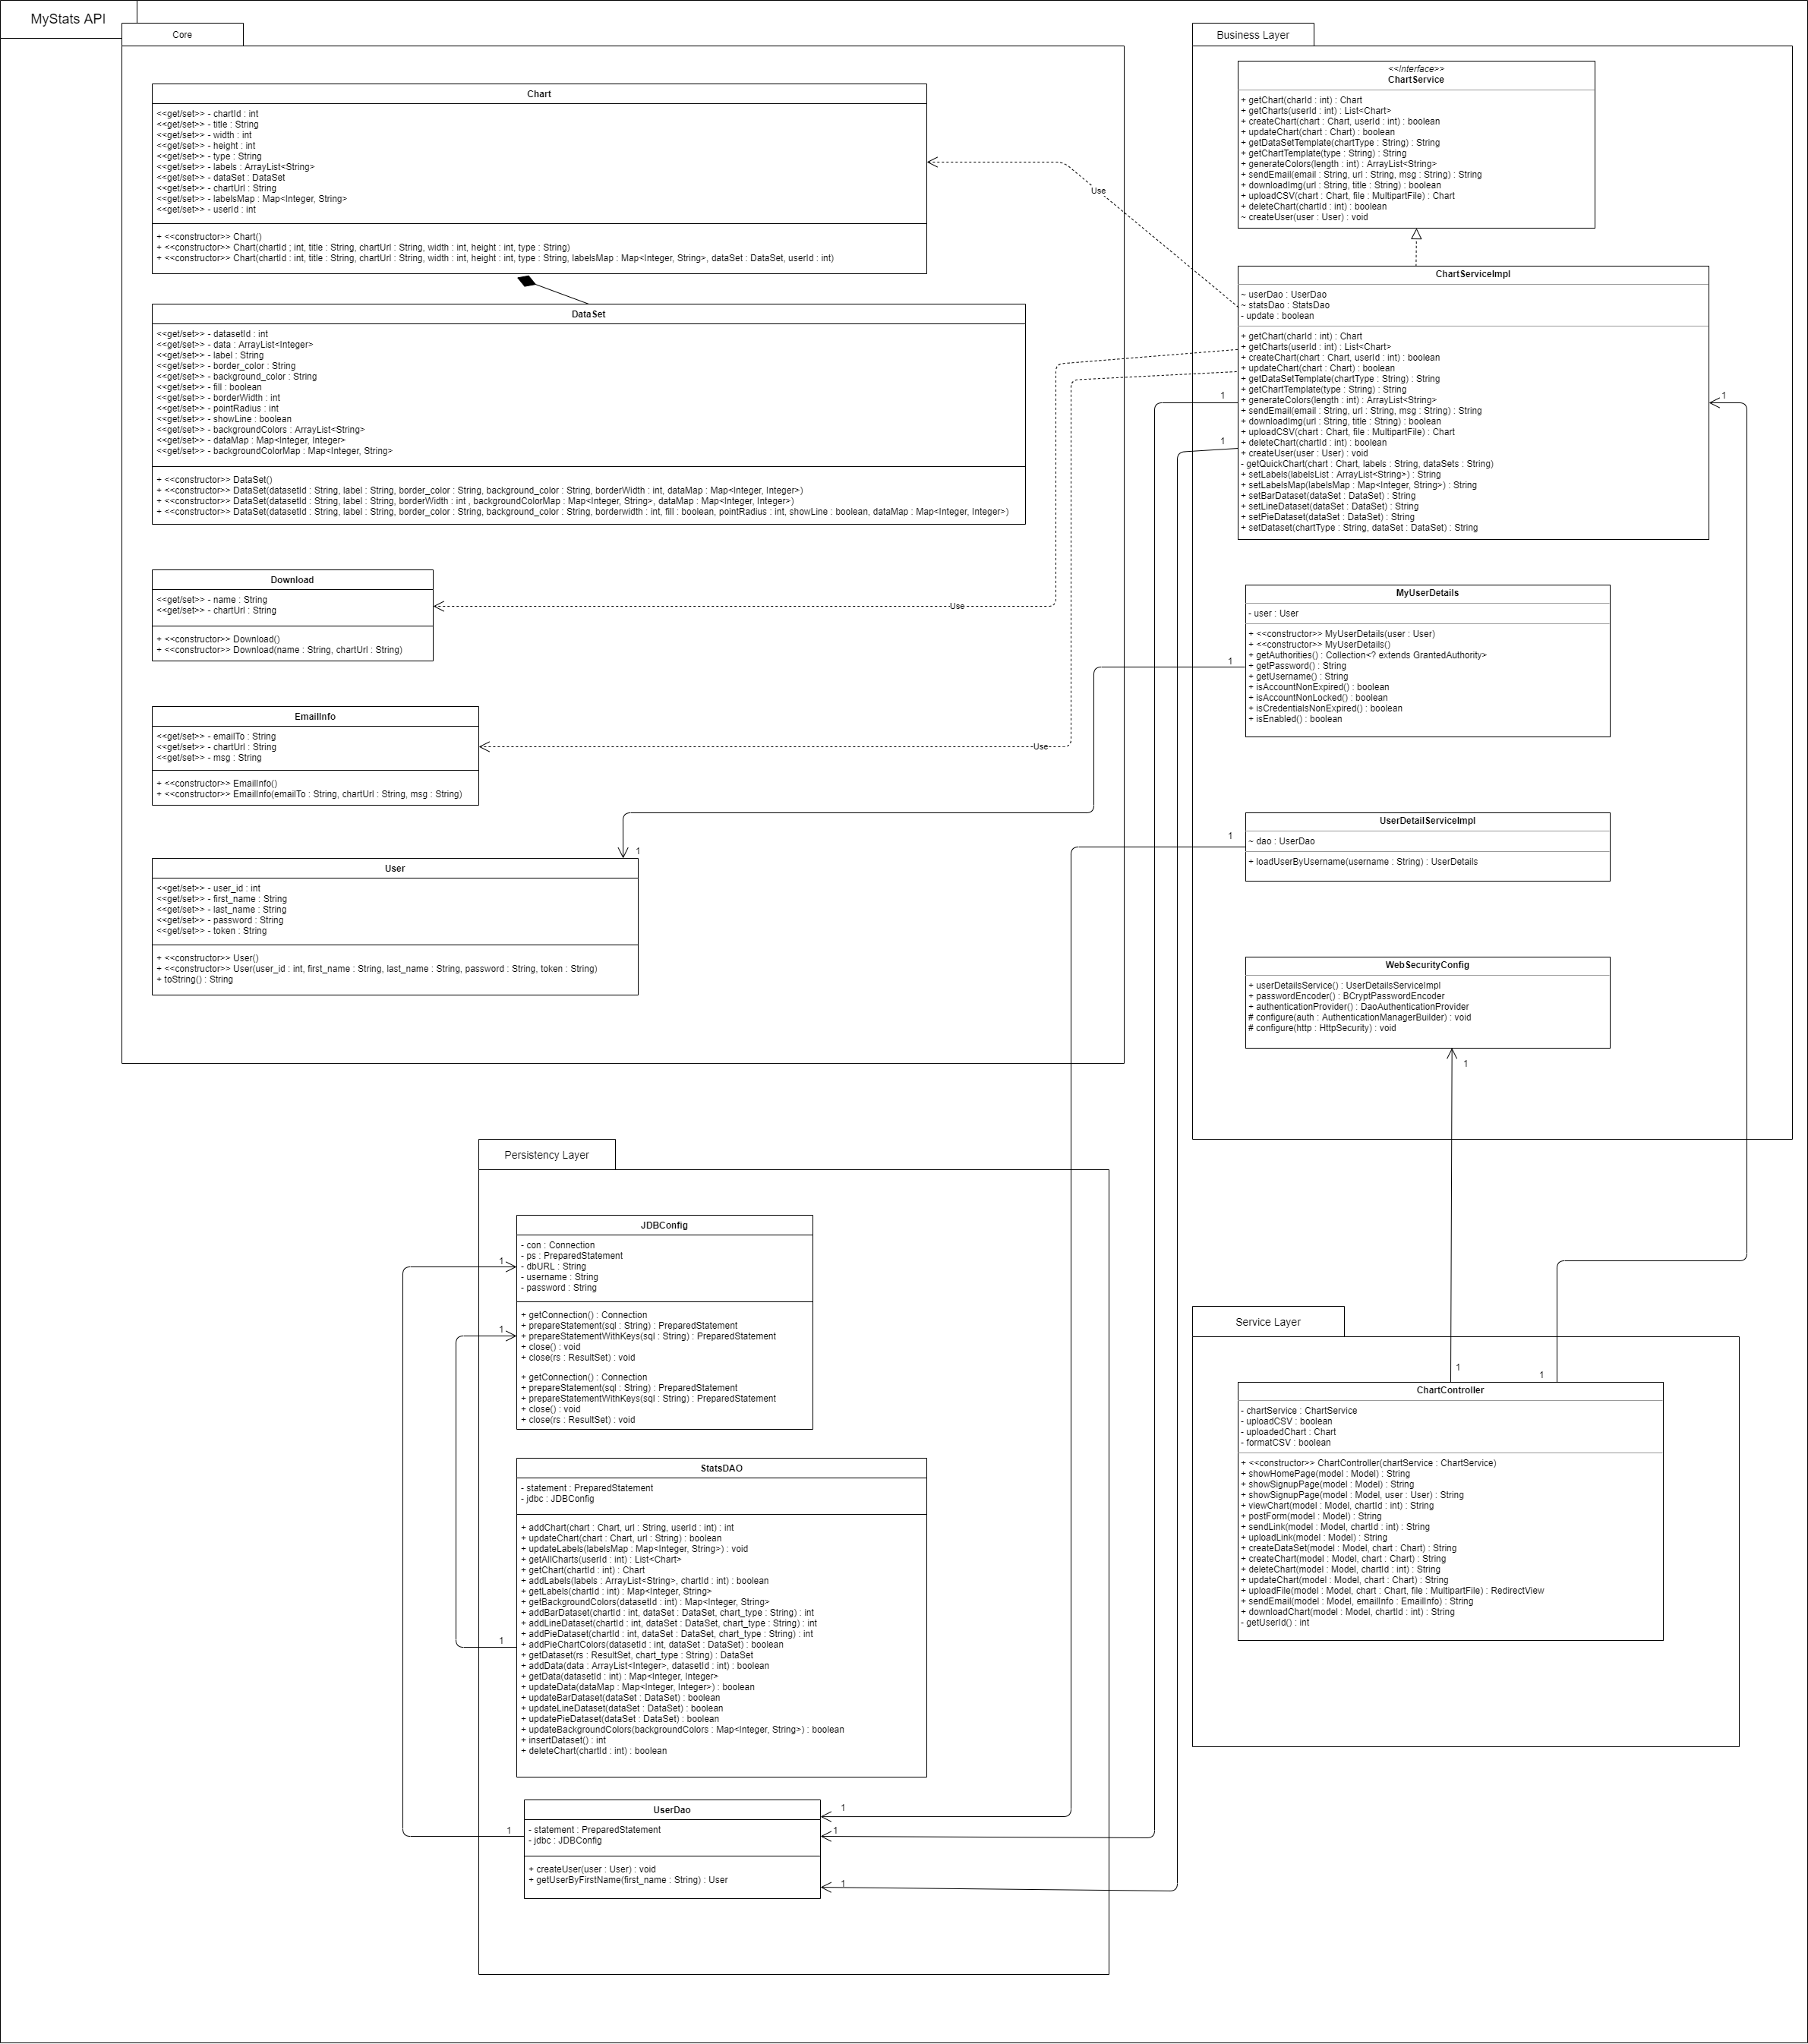 MyStats API
Core
Chart
<<get/set>> - chartId : int
<<get/set>> - title : String
<<get/set>> - width : int
<<get/set>> - height : int
<<get/set>> - type : String
<<get/set>> - labels : ArrayList<String>
<<get/set>> - dataSet : DataSet
<<get/set>> - chartUrl : String
<<get/set>> - labelsMap : Map<Integer, String>
<<get/set>> - userId : int
+ <<constructor>> Chart()
+ <<constructor>> Chart(chartId ; int, title : String, chartUrl : String, width : int, height : int, type : String)
+ <<constructor>> Chart(chartId : int, title : String, chartUrl : String, width : int, height : int, type : String, labelsMap : Map<Integer, String>, dataSet : DataSet, userId : int)
DataSet
<<get/set>> - datasetId : int
<<get/set>> - data : ArrayList<Integer>
<<get/set>> - label : String
<<get/set>> - border_color : String
<<get/set>> - background_color : String
<<get/set>> - fill : boolean
<<get/set>> - borderWidth : int
<<get/set>> - pointRadius : int
<<get/set>> - showLine : boolean
<<get/set>> - backgroundColors : ArrayList<String>
<<get/set>> - dataMap : Map<Integer, Integer>
<<get/set>> - backgroundColorMap : Map<Integer, String>
+ <<constructor>> DataSet()
+ <<constructor>> DataSet(datasetId : String, label : String, border_color : String, background_color : String, borderWidth : int, dataMap : Map<Integer, Integer>)
+ <<constructor>> DataSet(datasetId : String, label : String, borderWidth : int , backgroundColorMap : Map<Integer, String>, dataMap : Map<Integer, Integer>)
+ <<constructor>> DataSet(datasetId : String, label : String, border_color : String, background_color : String, borderwidth : int, fill : boolean, pointRadius : int, showLine : boolean, dataMap : Map<Integer, Integer>)
Download
<<get/set>> - name : String
<<get/set>> - chartUrl : String
+ <<constructor>> Download()
+ <<constructor>> Download(name : String, chartUrl : String)
EmailInfo
<<get/set>> - emailTo : String
<<get/set>> - chartUrl : String
<<get/set>> - msg : String
+ <<constructor>> EmailInfo()
+ <<constructor>> EmailInfo(emailTo : String, chartUrl : String, msg : String)
User
<<get/set>> - user_id : int
<<get/set>> - first_name : String
<<get/set>> - last_name : String
<<get/set>> - password : String
<<get/set>> - token : String
+ <<constructor>> User()
+ <<constructor>> User(user_id : int, first_name : String, last_name : String, password : String, token : String)
+ toString() : String
Use
Use
Use
1
Business Layer
<<Interface>>
ChartService
+ getChart(charId : int) : Chart
+ getCharts(userId : int) : List<Chart>
+ createChart(chart : Chart, userId : int) : boolean
+ updateChart(chart : Chart) : boolean
+ getDataSetTemplate(chartType : String) : String
+ getChartTemplate(type : String) : String
+ generateColors(length : int) : ArrayList<String>
+ sendEmail(email : String, url : String, msg : String) : String
+ downloadImg(url : String, title : String) : boolean
+ uploadCSV(chart : Chart, file : MultipartFile) : Chart
+ deleteChart(chartId : int) : boolean
~ createUser(user : User) : void
ChartServiceImpl
~ userDao : UserDao
~ statsDao : StatsDao
- update : boolean
+ getChart(charId : int) : Chart
+ getCharts(userId : int) : List<Chart>
+ createChart(chart : Chart, userId : int) : boolean
+ updateChart(chart : Chart) : boolean
+ getDataSetTemplate(chartType : String) : String
+ getChartTemplate(type : String) : String
+ generateColors(length : int) : ArrayList<String>
+ sendEmail(email : String, url : String, msg : String) : String
+ downloadImg(url : String, title : String) : boolean
+ uploadCSV(chart : Chart, file : MultipartFile) : Chart
+ deleteChart(chartId : int) : boolean
+ createUser(user : User) : void
- getQuickChart(chart : Chart, labels : String, dataSets : String)
+ setLabels(labelsList : ArrayList<String>) : String
+ setLabelsMap(labelsMap : Map<Integer, String>) : String
+ setBarDataset(dataSet : DataSet) : String
+ setLineDataset(dataSet : DataSet) : String
+ setPieDataset(dataSet : DataSet) : String
+ setDataset(chartType : String, dataSet : DataSet) : String
1
1
1
MyUserDetails
- user : User
+ <<constructor>> MyUserDetails(user : User)
+ <<constructor>> MyUserDetails()
+ getAuthorities() : Collection<? extends GrantedAuthority>
+ getPassword() : String
+ getUsername() : String
+ isAccountNonExpired() : boolean
+ isAccountNonLocked() : boolean
+ isCredentialsNonExpired() : boolean
+ isEnabled() : boolean
1
UserDetailServiceImpl
~ dao : UserDao
+ loadUserByUsername(username : String) : UserDetails
1
WebSecurityConfig
+ userDetailsService() : UserDetailsServiceImpl
+ passwordEncoder() : BCryptPasswordEncoder
+ authenticationProvider() : DaoAuthenticationProvider
# configure(auth : AuthenticationManagerBuilder) : void
# configure(http : HttpSecurity) : void
1
Persistency Layer
JDBConfig
- con : Connection
- ps : PreparedStatement
- dbURL : String
- username : String
- password : String
+ getConnection() : Connection
+ prepareStatement(sql : String) : PreparedStatement
+ prepareStatementWithKeys(sql : String) : PreparedStatement
+ close() : void
+ close(rs : ResultSet) : void
+ getConnection() : Connection
+ prepareStatement(sql : String) : PreparedStatement
+ prepareStatementWithKeys(sql : String) : PreparedStatement
+ close() : void
+ close(rs : ResultSet) : void
1
1
StatsDAO
- statement : PreparedStatement
- jdbc : JDBConfig
+ addChart(chart : Chart, url : String, userId : int) : int
+ updateChart(chart : Chart, url : String) : boolean
+ updateLabels(labelsMap : Map<Integer, String>) : void
+ getAllCharts(userId : int) : List<Chart>
+ getChart(chartId : int) : Chart
+ addLabels(labels : ArrayList<String>, chartId : int) : boolean
+ getLabels(chartId : int) : Map<Integer, String>
+ getBackgroundColors(datasetId : int) : Map<Integer, String>
+ addBarDataset(chartId : int, dataSet : DataSet, chart_type : String) : int
+ addLineDataset(chartId : int, dataSet : DataSet, chart_type : String) : int
+ addPieDataset(chartId : int, dataSet : DataSet, chart_type : String) : int
+ addPieChartColors(datasetId : int, dataSet : DataSet) : boolean
+ getDataset(rs : ResultSet, chart_type : String) : DataSet
+ addData(data : ArrayList<Integer>, datasetId : int) : boolean
+ getData(datasetId : int) : Map<Integer, Integer>
+ updateData(dataMap : Map<Integer, Integer>) : boolean
+ updateBarDataset(dataSet : DataSet) : boolean
+ updateLineDataset(dataSet : DataSet) : boolean
+ updatePieDataset(dataSet : DataSet) : boolean
+ updateBackgroundColors(backgroundColors : Map<Integer, String>) : boolean
+ insertDataset() : int
+ deleteChart(chartId : int) : boolean
1
UserDao
- statement : PreparedStatement
- jdbc : JDBConfig
+ createUser(user : User) : void
+ getUserByFirstName(first_name : String) : User
1
1
1
1
Service Layer
1
1
ChartController
- chartService : ChartService
- uploadCSV : boolean
- uploadedChart : Chart
- formatCSV : boolean
+ <<constructor>> ChartController(chartService : ChartService)
+ showHomePage(model : Model) : String
+ showSignupPage(model : Model) : String
+ showSignupPage(model : Model, user : User) : String
+ viewChart(model : Model, chartId : int) : String
+ postForm(model : Model) : String
+ sendLink(model : Model, chartId : int) : String
+ uploadLink(model : Model) : String
+ createDataSet(model : Model, chart : Chart) : String
+ createChart(model : Model, chart : Chart) : String
+ deleteChart(model : Model, chartId : int) : String
+ updateChart(model : Model, chart : Chart) : String
+ uploadFile(model : Model, chart : Chart, file : MultipartFile) : RedirectView
+ sendEmail(model : Model, emailInfo : EmailInfo) : String
+ downloadChart(model : Model, chartId : int) : String
- getUserId() : int